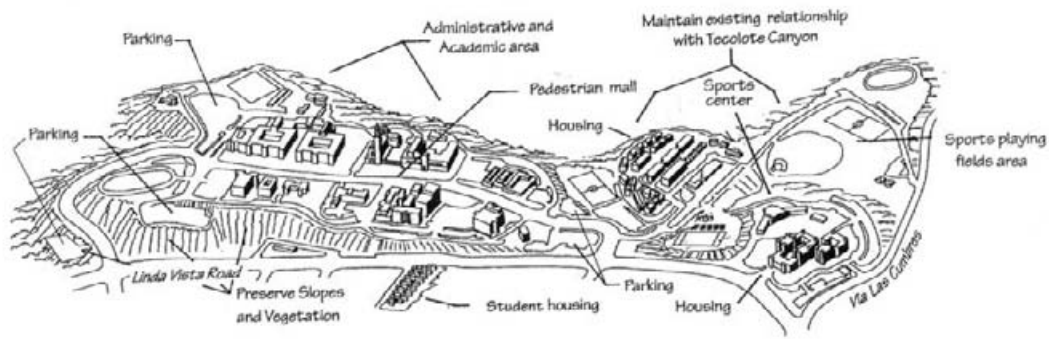 Parking
Administrative and
Academic area
Maintain existing relationship
with Tecolote Canyon
Pedestrian mall
Sports
center
Housing
Parking
Sports playing
fields area
Linda Vista Road
Preserve Slopes
and Vegetation
Student housing
Parking
Housing
Via Las Cumbres